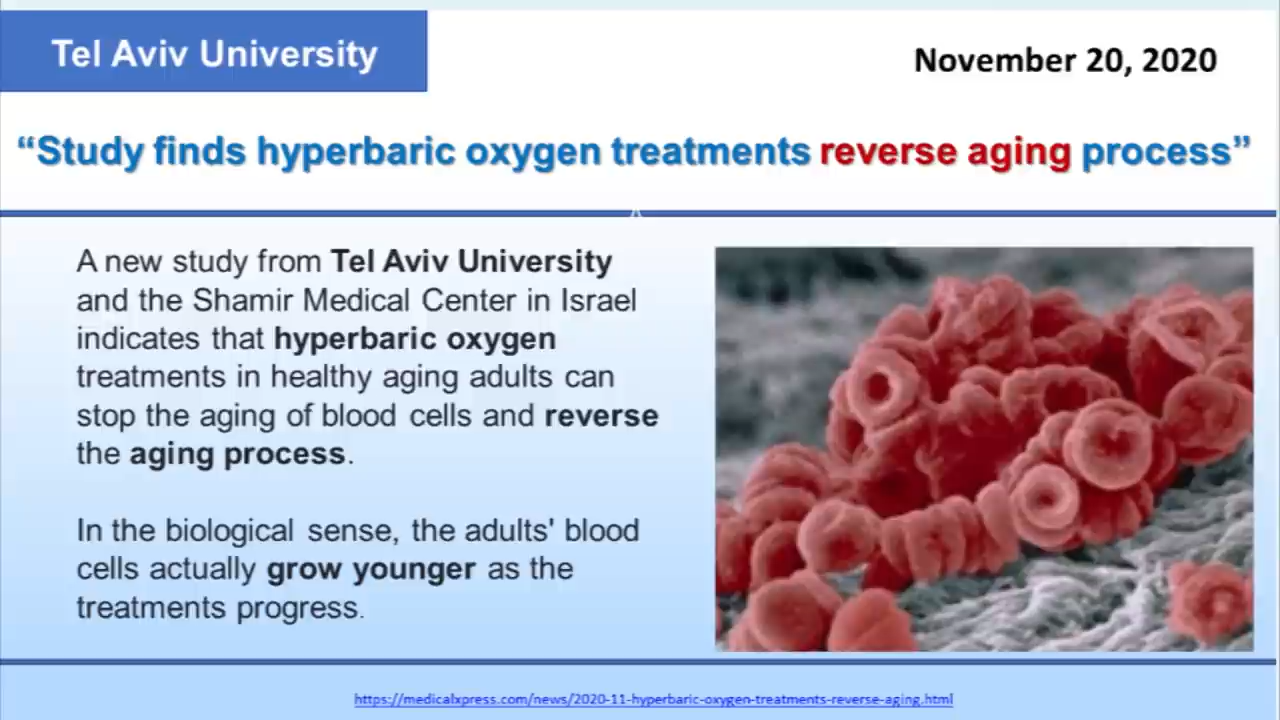 Tel Aviv University
November 20, 2020
“Study finds hyperbaric oxygen treatments reverse aging process”
A new study from Tel Aviv University
and the Shamir Medical Center in Israel
indicates that hyperbaric oxygen
treatments in healthy aging adults can
stop the aging of blood cells and reverse
the aging process.
In the biological sense, the adults' blood
cells actually grow younger as the
treatments progress.
https://medicalxpress.com/news/2020-11-hyperbaric-oxygen-treatments-reverse-aging.html